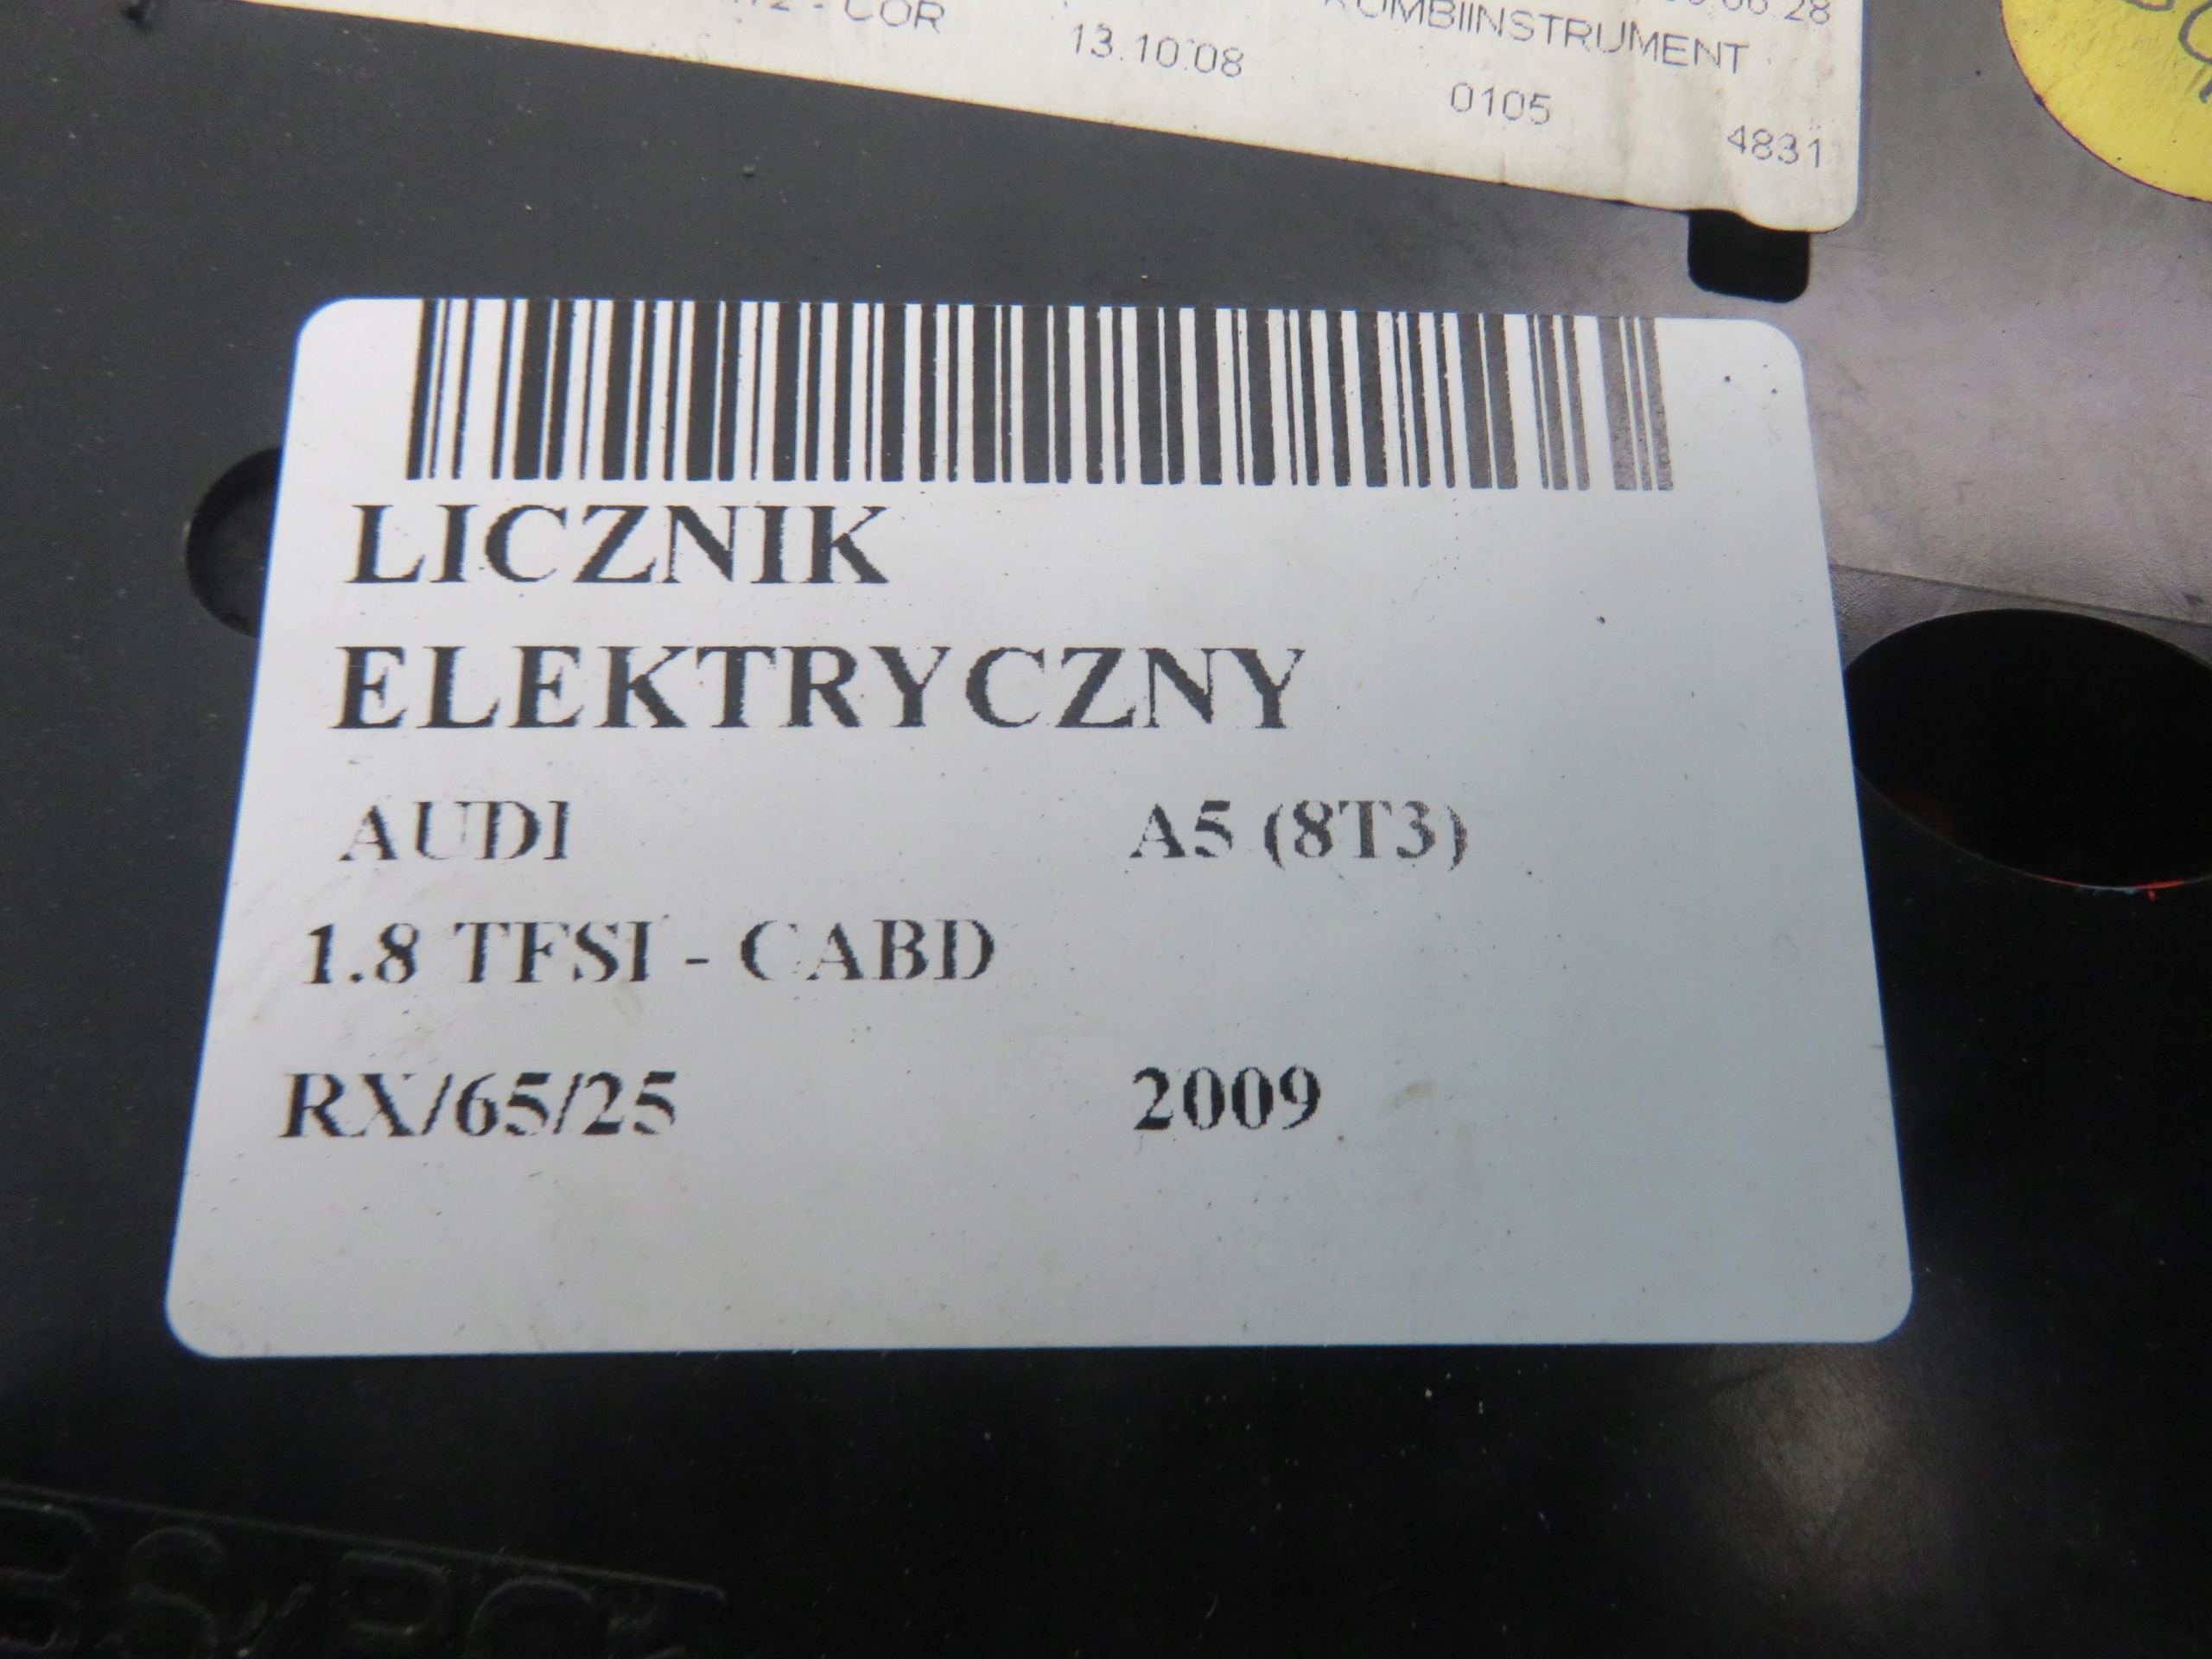 - COR
13.10.08
KOMBIINSTRUMENT
0105
4831
LICZNIK
ELEKTRYCZNY
AUDI A5 (8T3)
1.8 TFSI - CABD
RX/65/25 2009